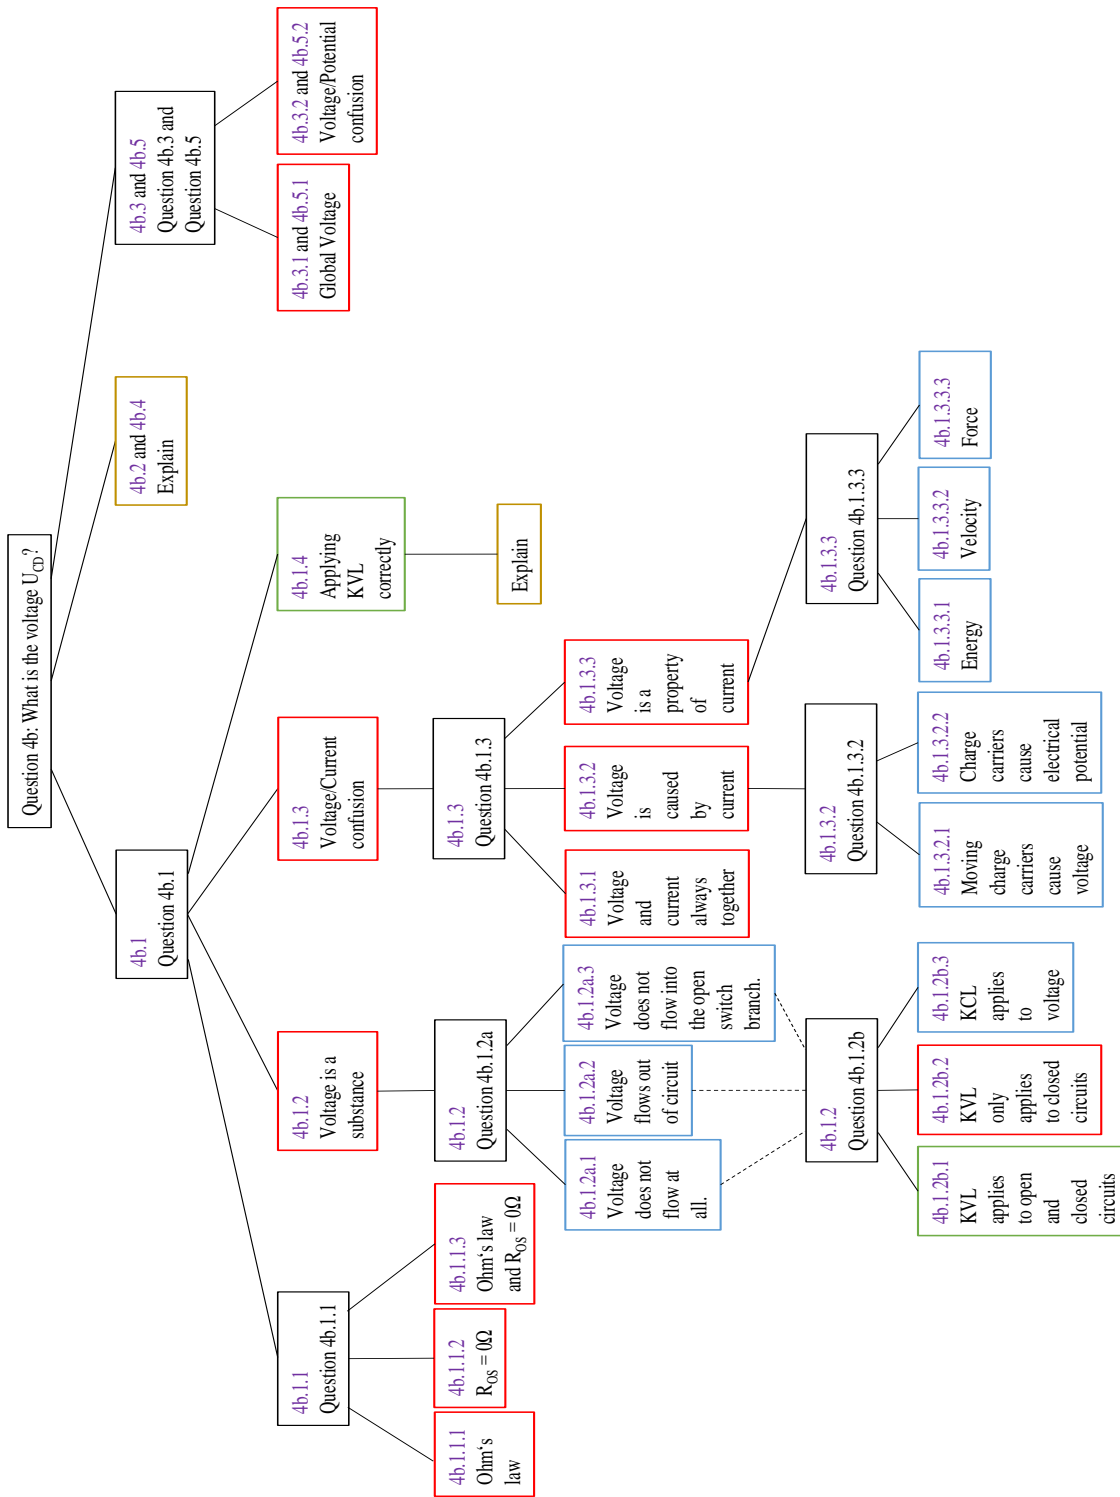 Question 4b: What is the voltage U_CD?
4b.1
Question 4b.1
4b.2 and 4b.4
Explain
4b.3 and 4b.5
Question 4b.3 and
Question 4b.5
4b.1.1
Question 4b.1.1
4b.1.2
Voltage is a
substance
4b.1.3
Voltage/Current
confusion
4b.1.4
Applying
KVL
correctly
4b.3.1 and 4b.5.1
Global Voltage
4b.3.2 and 4b.5.2
Voltage/Potential
confusion
4b.1.1.1
Ohm‘s
law
4b.1.1.2
R_OS = 0Ω
4b.1.1.3
Ohm‘s law
and R_OS = 0Ω
4b.1.2
Question 4b.1.2a
4b.1.3
Question 4b.1.3
Explain
4b.1.2a.1
Voltage
does not
flow at
all.
4b.1.2a.2
Voltage
flows out
of circuit
4b.1.2a.3
Voltage
does not
flow into
the open
switch
branch.
4b.1.3.1
Voltage
and
current
always
together
4b.1.3.2
Voltage
is
caused
by
current
4b.1.3.3
Voltage
is a
property
of
current
4b.1.2
Question 4b.1.2b
4b.1.3.2
Question 4b.1.3.2
4b.1.3.3
Question 4b.1.3.3
4b.1.2b.1
KVL
applies
to open
and
closed
circuits
4b.1.2b.2
KVL
only
applies
to closed
circuits
4b.1.2b.3
KCL
applies
to
voltage
4b.1.3.2.1
Moving
charge
carriers
cause
voltage
4b.1.3.2.2
Charge
carriers
cause
electrical
potential
4b.1.3.3.1
Energy
4b.1.3.3.2
Velocity
4b.1.3.3.3
Force